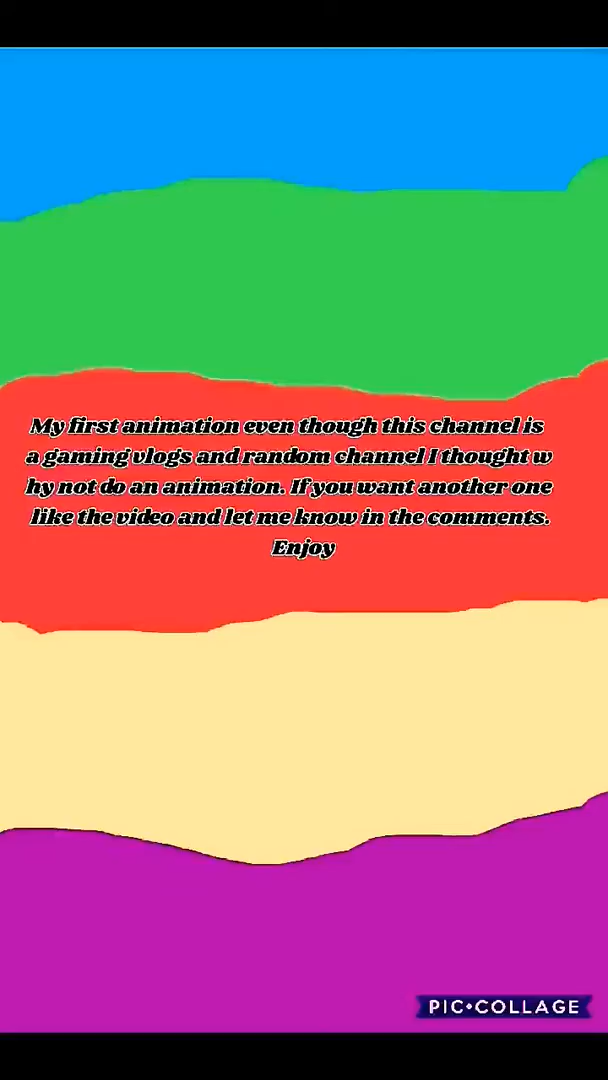 My first animation even though this channel is
a gaming vlogs and random channel I thought w
hy not do an animation. If you want another one
like the video and let me know in the comments.
Enjoy
PIC•COLLAGE